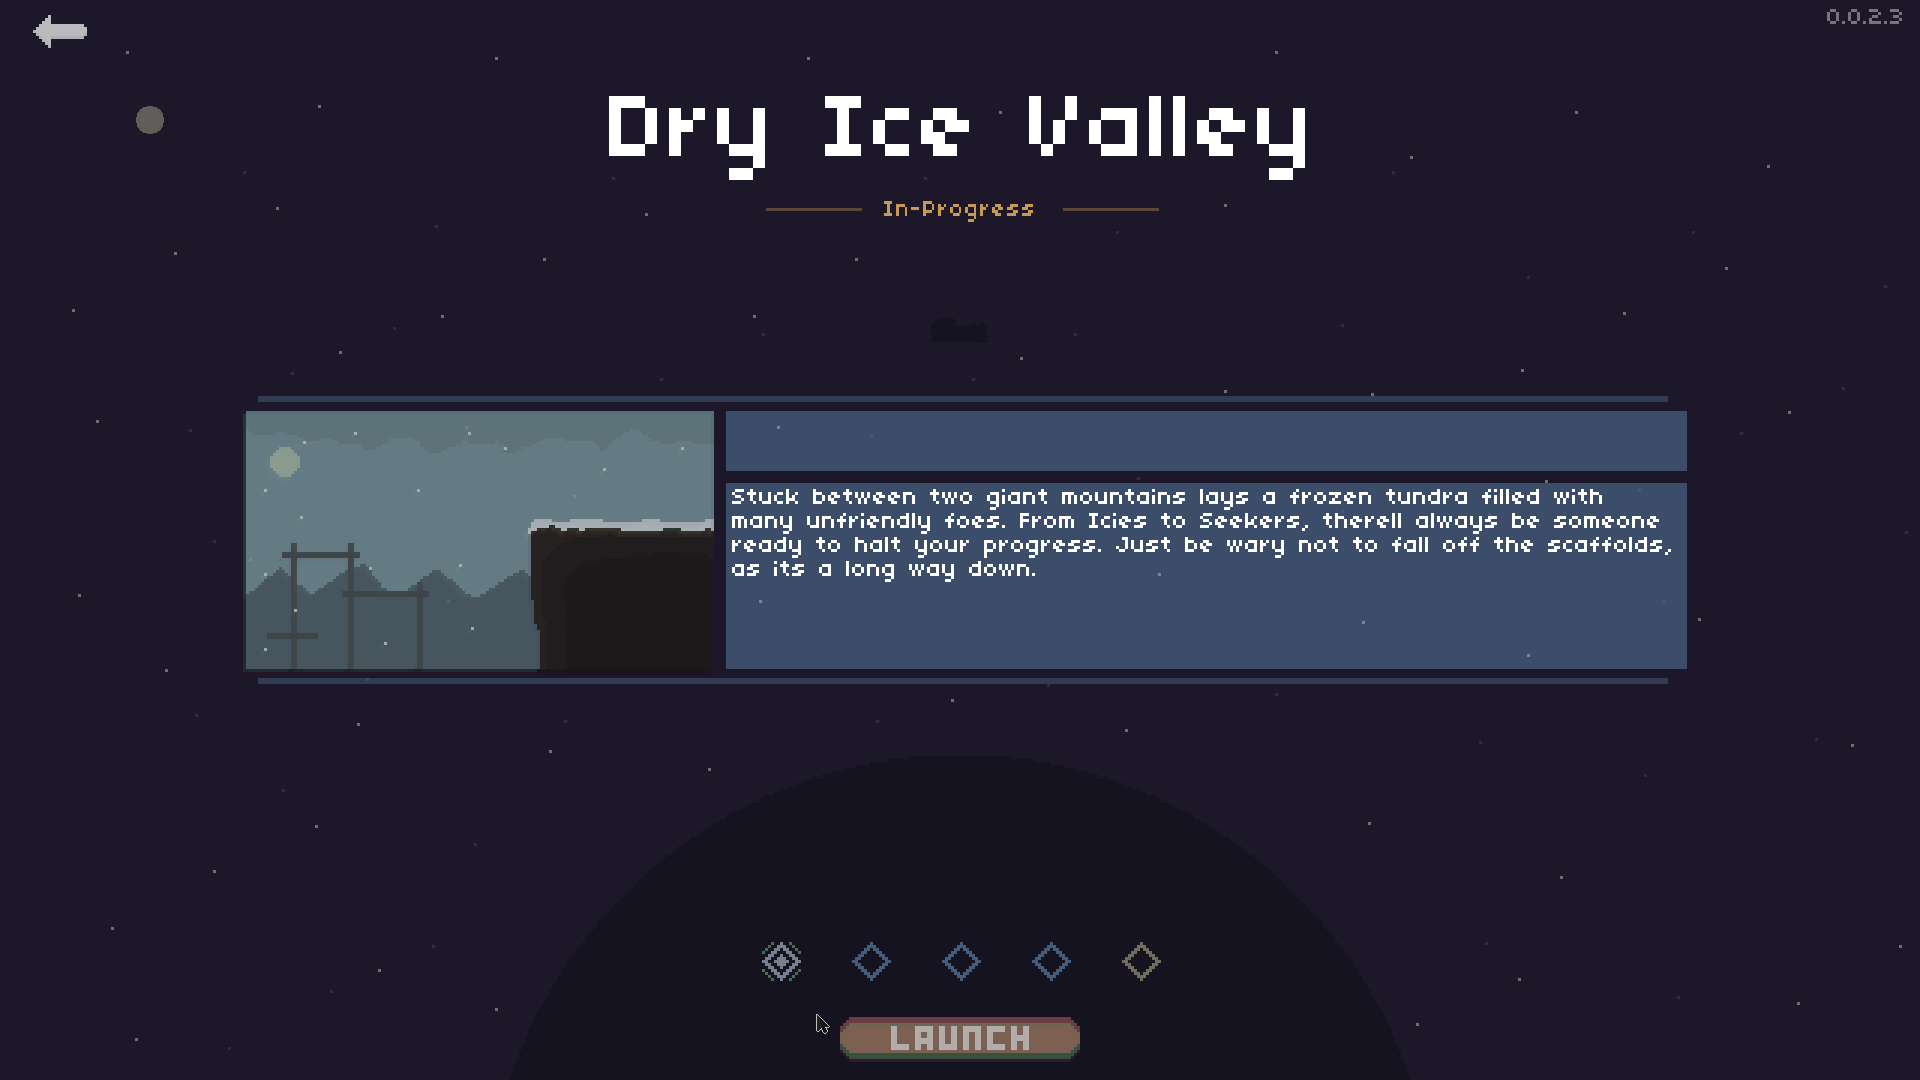 0.0.2.3
Dry Ice Valley
In-Progress
Stuck between two giant mountains lays a frozen tundra filled with
many unfriendly foes. From Icies to Seekers, therell always be someone
ready to halt your progress. Just be wary not to fall off the scaffolds,
as its a long way down.
LAUNCH